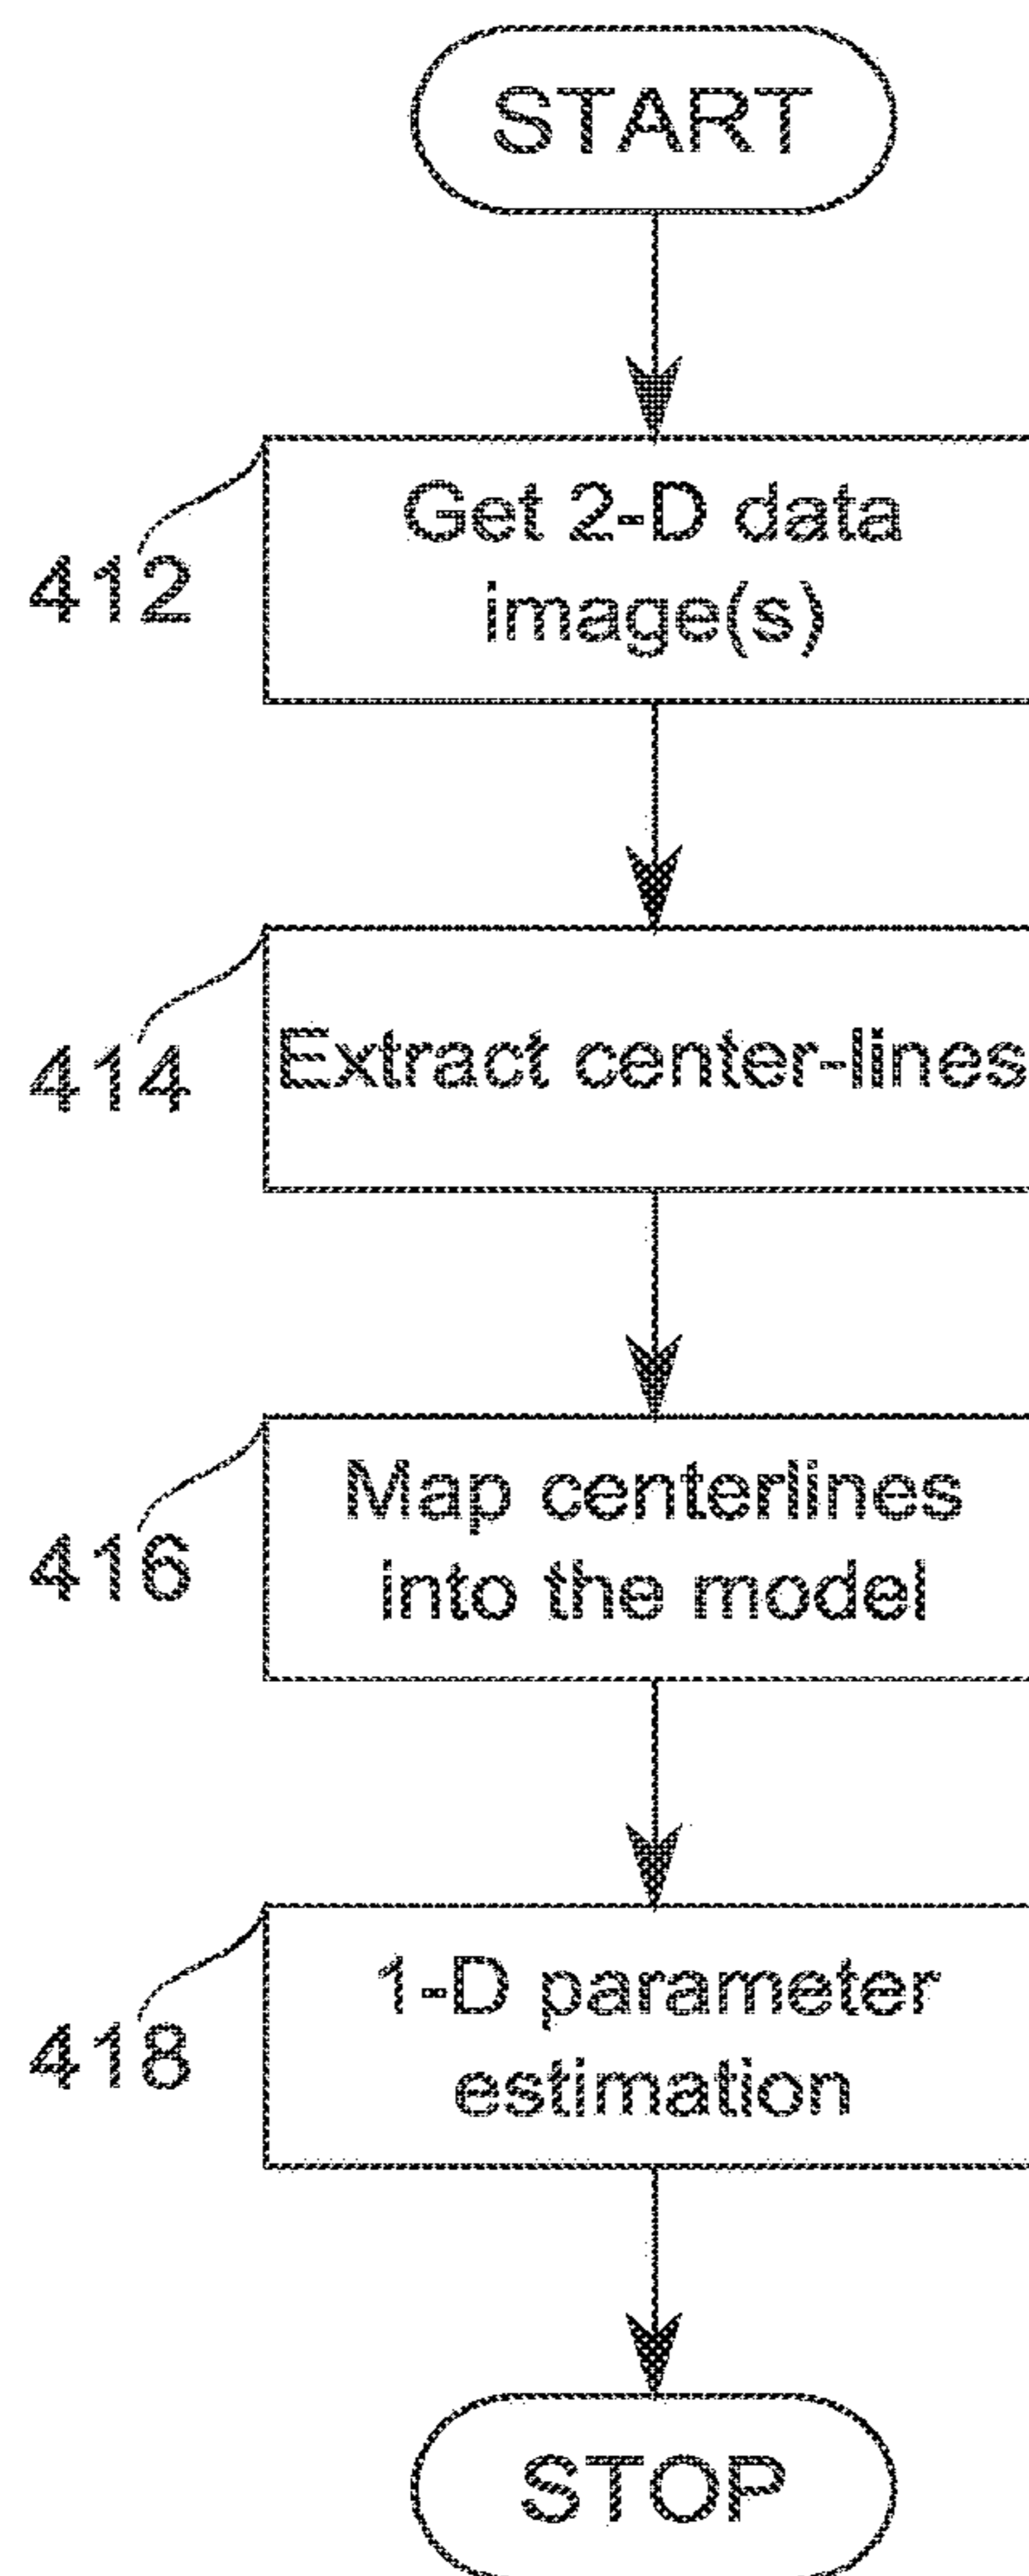 START
412
Get 2-D data
image(s)
414
Extract center-lines
416
Map centerlines
into the model
418
1-D parameter
estimation
STOP